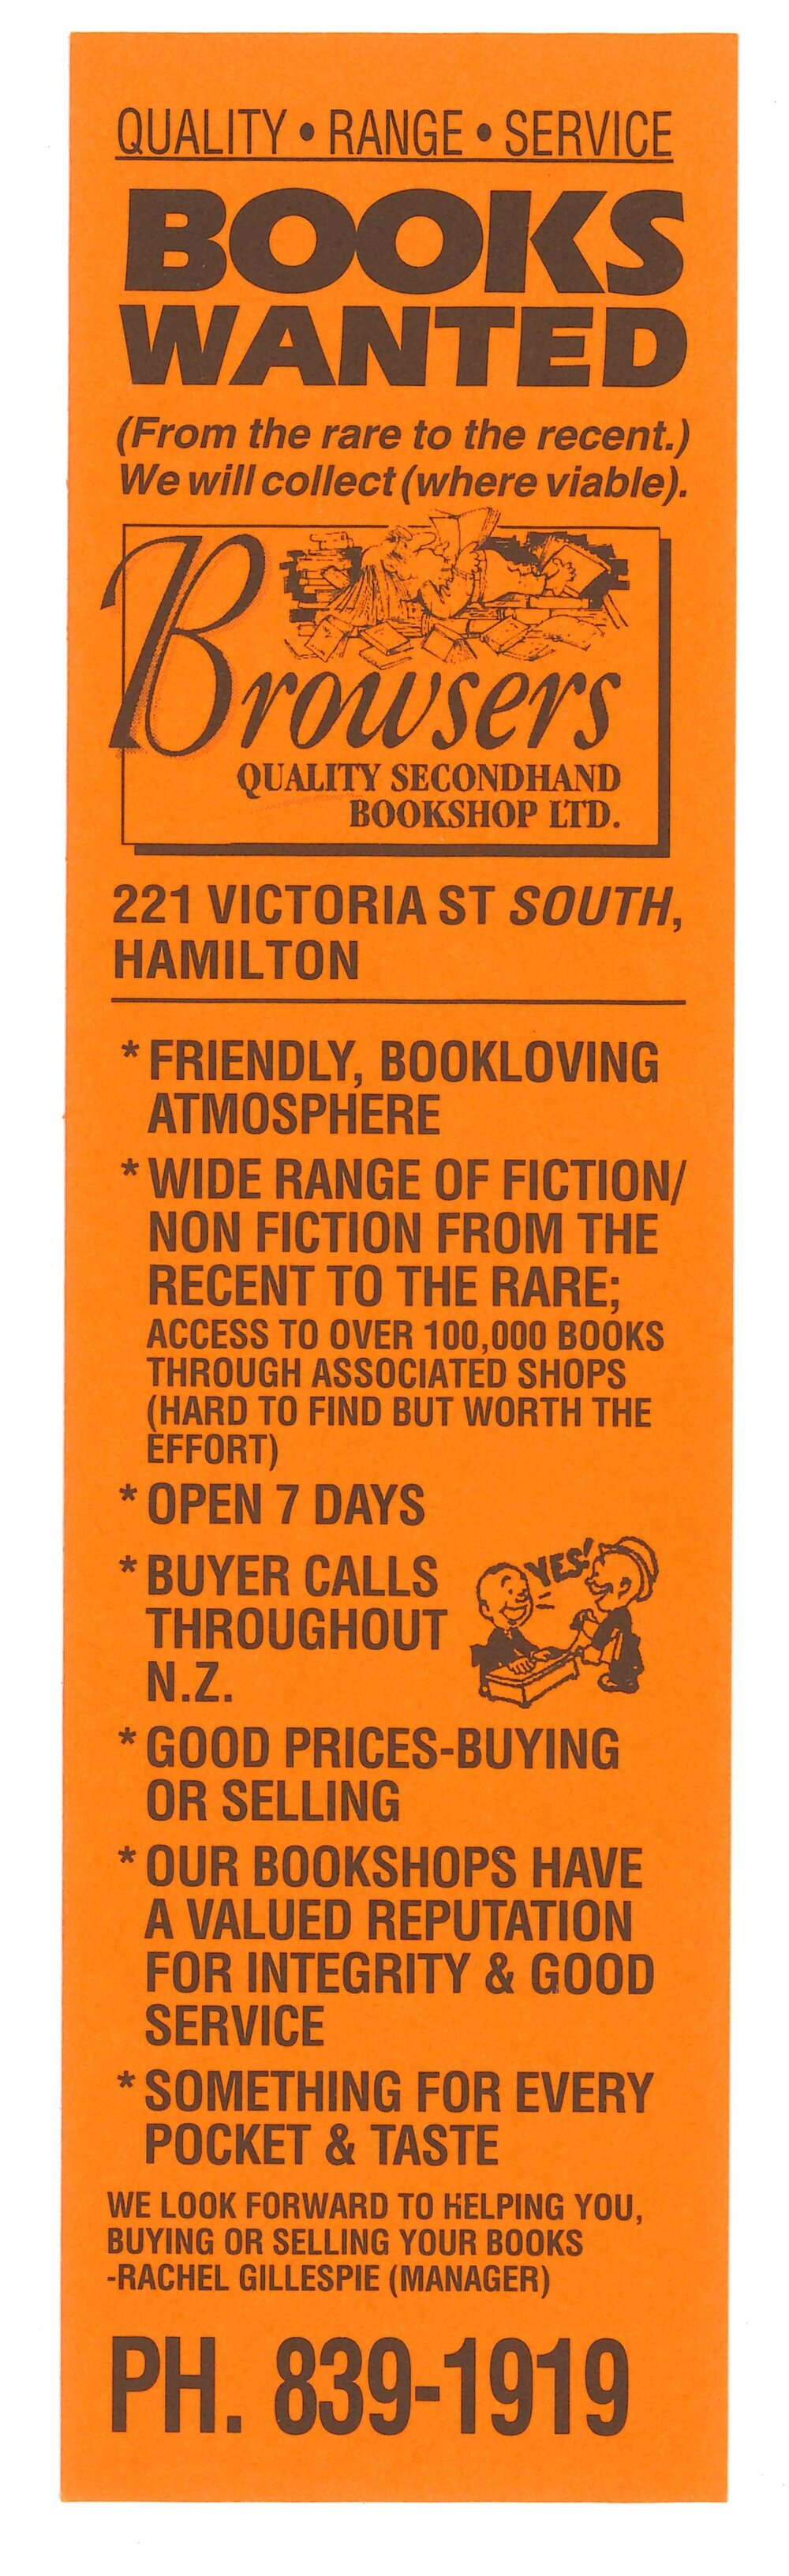 QUALITY • RANGE • SERVICE
BOOKS
WANTED
(From the rare to the recent.)
We will collect (where viable).
Browsers
QUALITY SECONDHAND
BOOKSHOP LTD.
221 VICTORIA ST SOUTH,
HAMILTON
* FRIENDLY, BOOKLOVING
ATMOSPHERE
* WIDE RANGE OF FICTION/
NON FICTION FROM THE
RECENT TO THE RARE;
ACCESS TO OVER 100,000 BOOKS
THROUGH ASSOCIATED SHOPS
(HARD TO FIND BUT WORTH THE
EFFORT)
* OPEN 7 DAYS
YES!
* BUYER CALLS
THROUGHOUT
N.Z.
* GOOD PRICES-BUYING
OR SELLING
* OUR BOOKSHOPS HAVE
A VALUED REPUTATION
FOR INTEGRITY & GOOD
SERVICE
* SOMETHING FOR EVERY
POCKET & TASTE
WE LOOK FORWARD TO HELPING YOU,
BUYING OR SELLING YOUR BOOKS
-RACHEL GILLESPIE (MANAGER)
PH. 839-1919